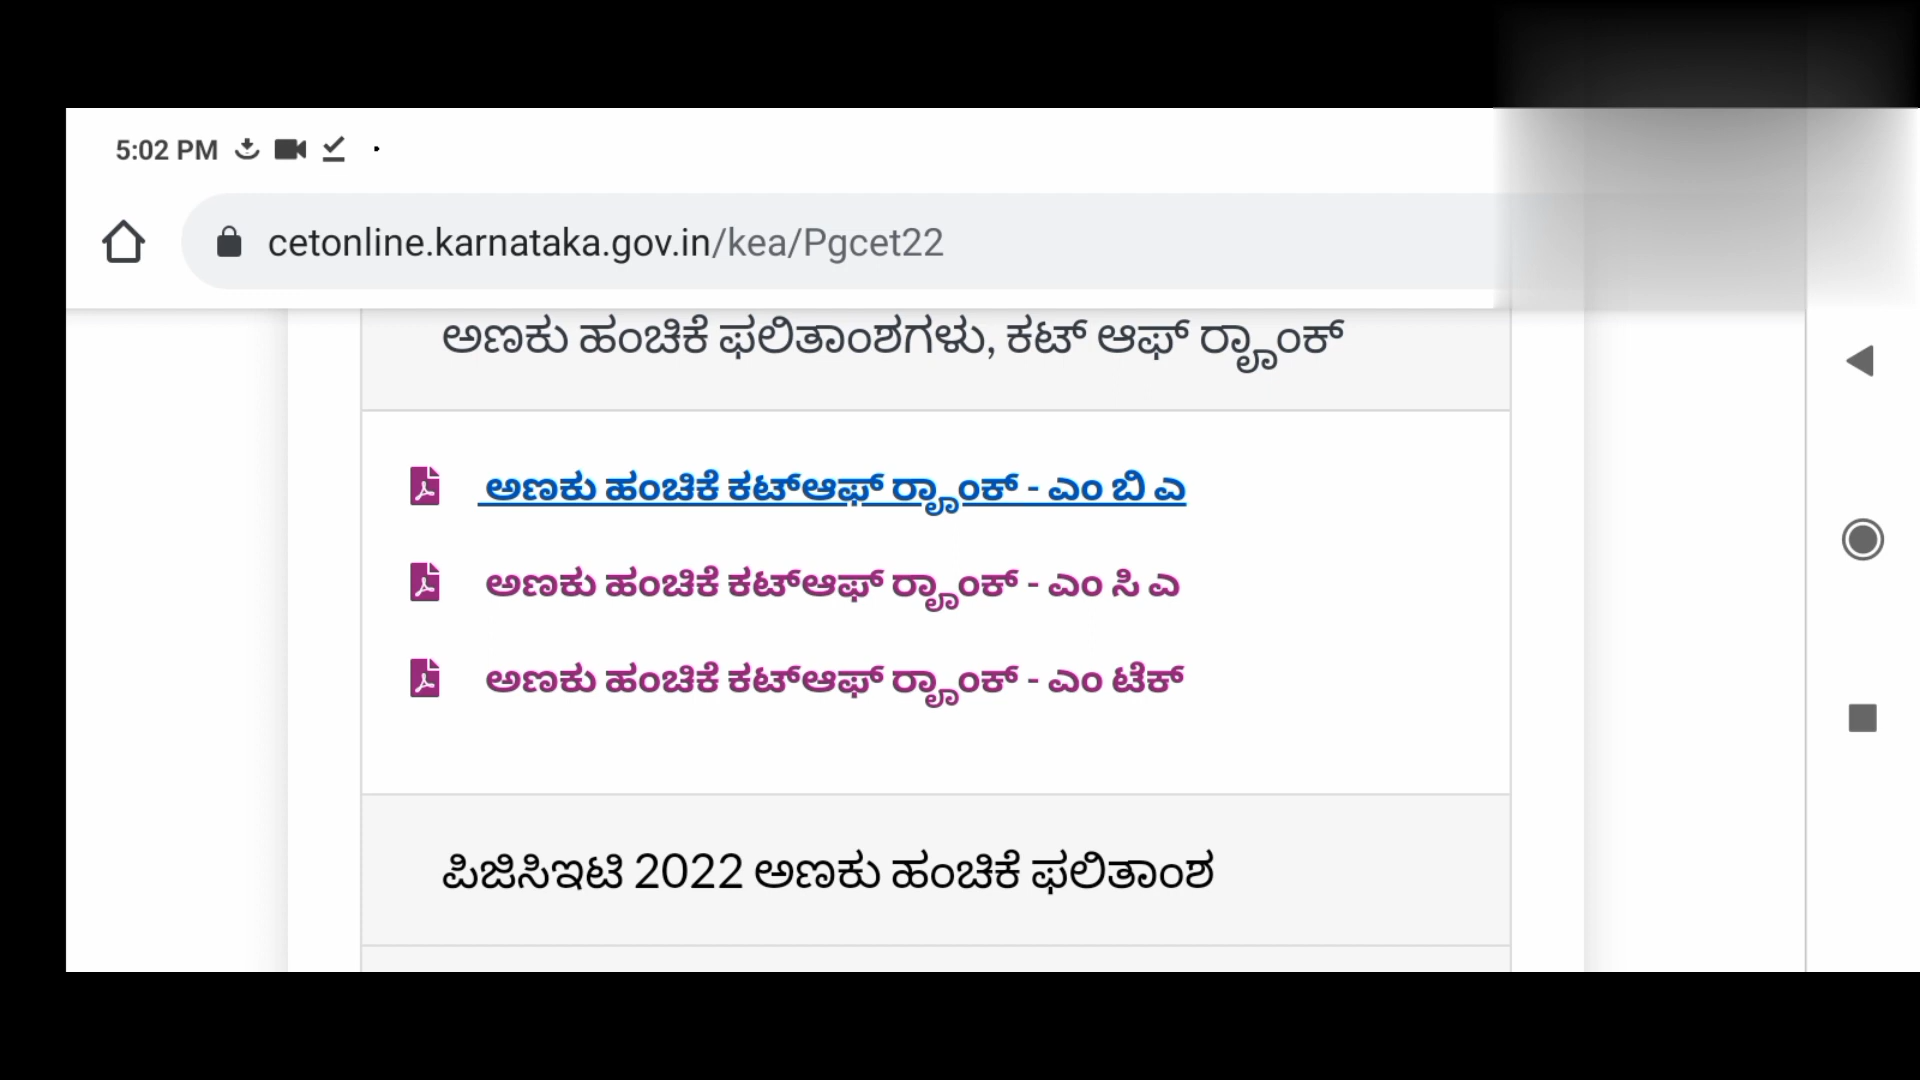 5:02 PM
cetonline.karnataka.gov.in/kea/Pgcet22
ಅಣಕು ಹಂಚಿಕೆ ಫಲಿತಾಂಶಗಳು, ಕಟ್ ಆಫ್ ರ‍್ಯಾಂಕ್
ಅಣಕು ಹಂಚಿಕೆ ಕಟ್‌ಆಫ್ ರ‍್ಯಾಂಕ್ - ಎಂ ಬಿ ಎ
ಅಣಕು ಹಂಚಿಕೆ ಕಟ್‌ಆಫ್ ರ‍್ಯಾಂಕ್ - ಎಂ ಸಿ ಎ
ಅಣಕು ಹಂಚಿಕೆ ಕಟ್‌ಆಫ್ ರ‍್ಯಾಂಕ್ - ಎಂ ಟೆಕ್
ಪಿಜಿಸಿಇಟಿ 2022 ಅಣಕು ಹಂಚಿಕೆ ಫಲಿತಾಂಶ